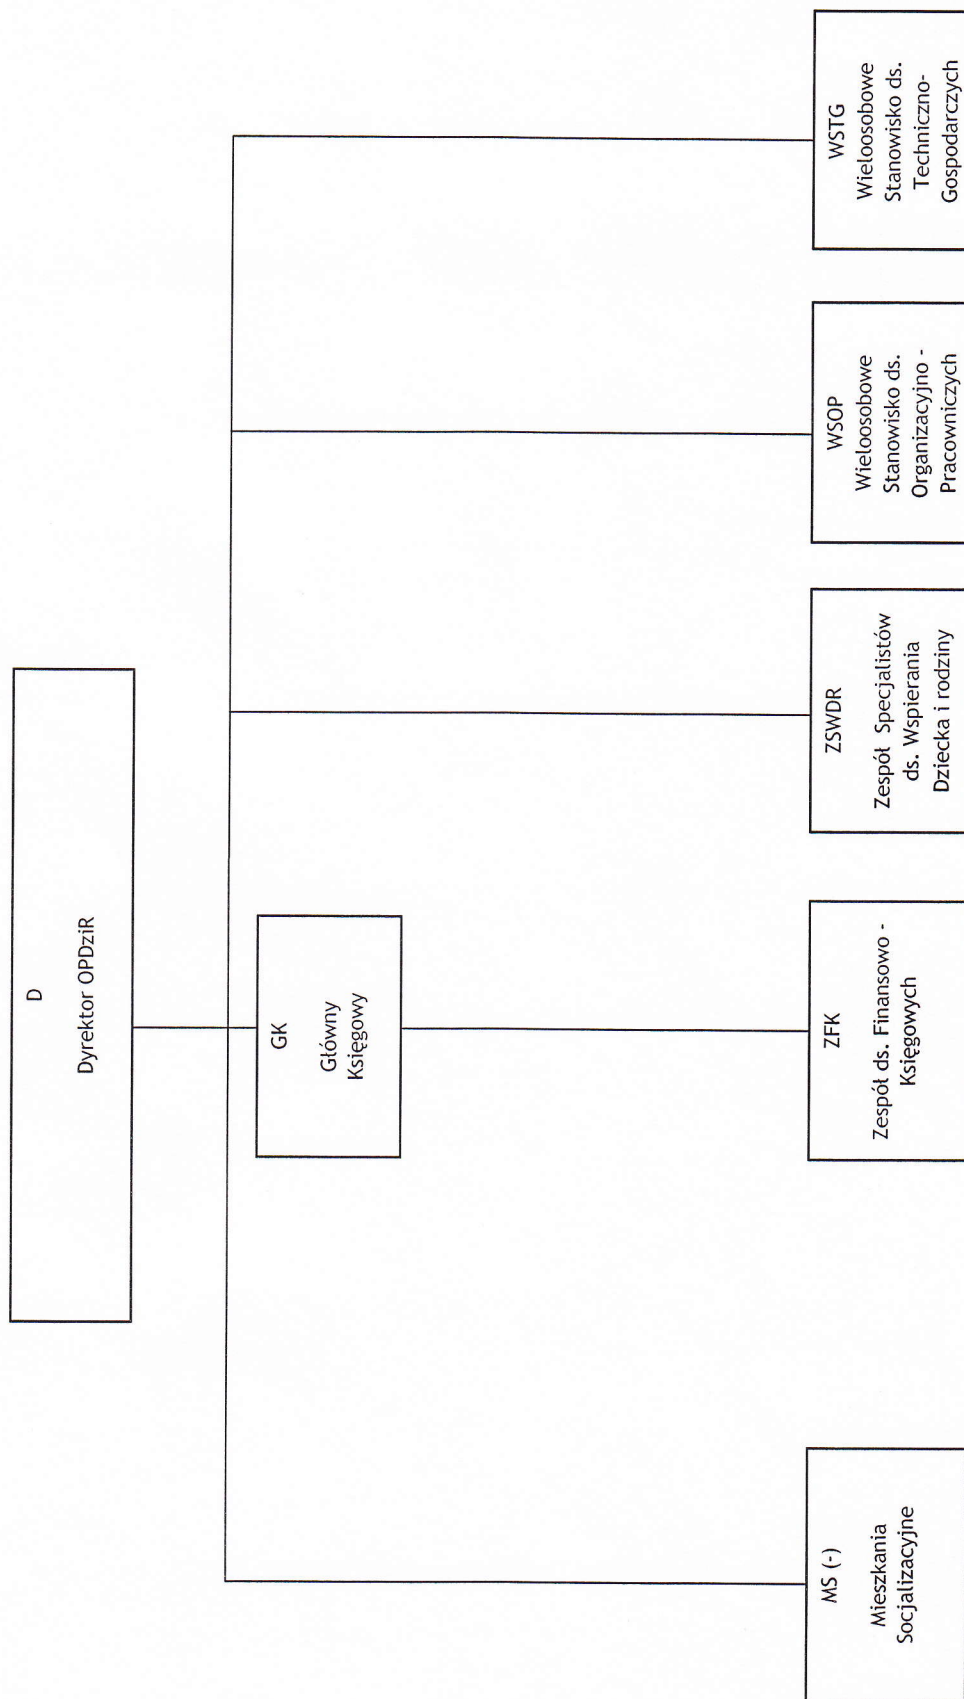 D
Dyrektor OPDziR
GK
Główny
Księgowy
MS (-)
Mieszkania
Socjalizacyjne
ZFK
Zespół ds. Finansowo -
Księgowych
ZSWDR
Zespół Specjalistów
ds. Wspierania
Dziecka i rodziny
WSOP
Wieloosobowe
Stanowisko ds.
Organizacyjno -
Pracowniczych
WSTG
Wieloosobowe
Stanowisko ds.
Techniczno-
Gospodarczych